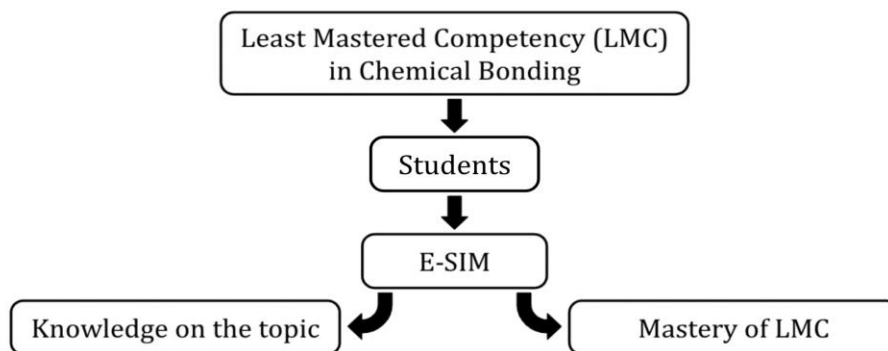 Least Mastered Competency (LMC)
in Chemical Bonding
Students
E-SIM
Knowledge on the topic
Mastery of LMC